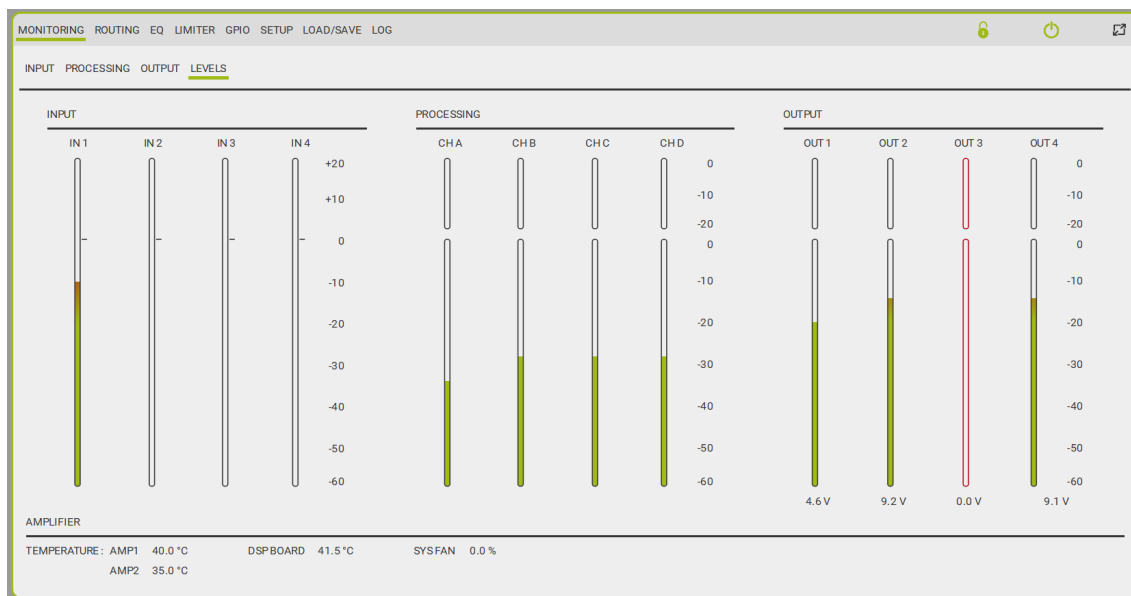 MONITORING ROUTING EQ LIMITER GPIO SETUP LOAD/SAVE LOG
INPUT PROCESSING OUTPUT LEVELS
INPUT
IN 1 IN 2 IN 3 IN 4
+20
+10
0
-10
-20
-30
-40
-50
-60
PROCESSING
CH A CH B CH C CH D
0
-10
-20
0
-10
-20
-30
-40
-50
-60
OUTPUT
OUT 1 OUT 2 OUT 3 OUT 4
0
-10
-20
0
-10
-20
-30
-40
-50
-60
4.6 V 9.2 V 0.0 V 9.1 V
AMPLIFIER
TEMPERATURE: AMP1 40.0 °C DSP BOARD 41.5 °C SYS FAN 0.0 %
AMP2 35.0 °C